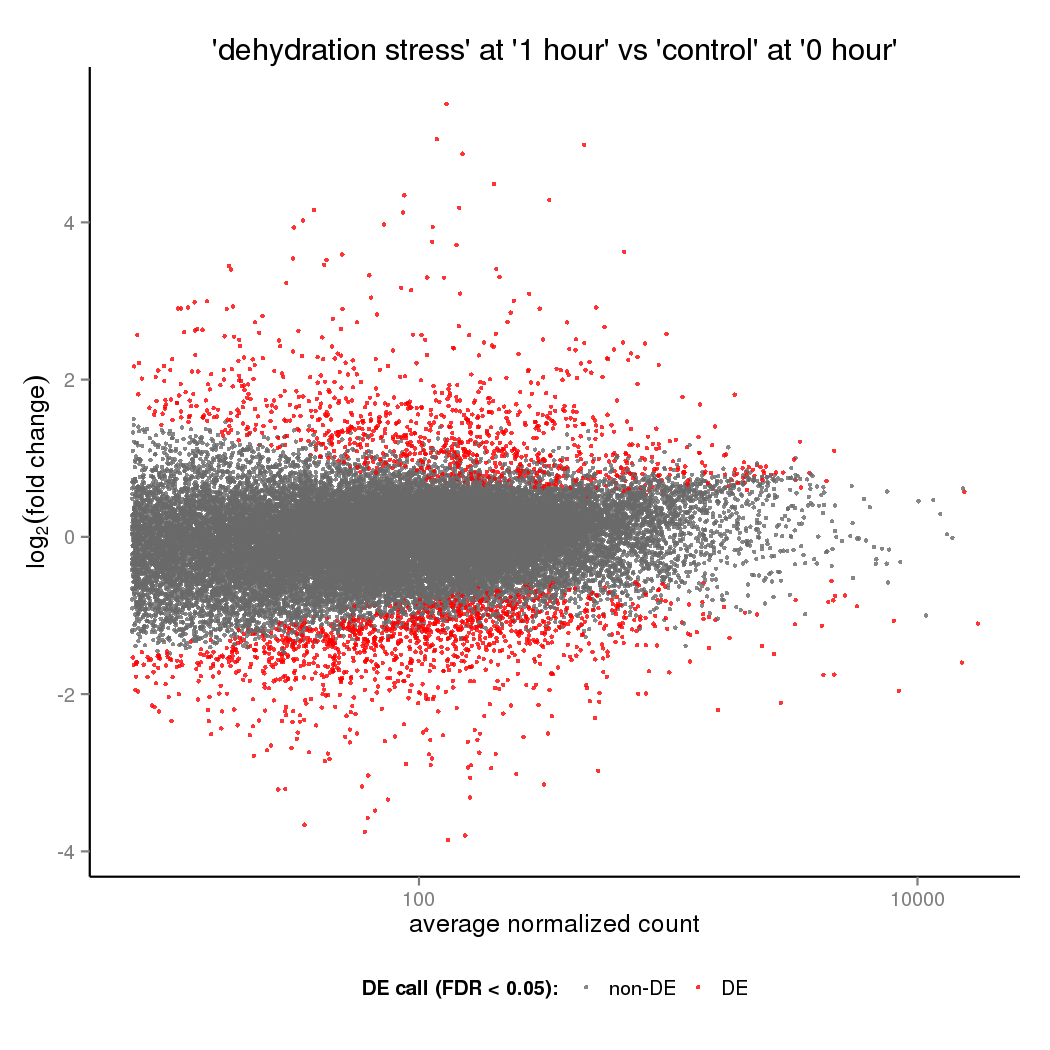 'dehydration stress' at '1 hour' vs 'control' at '0 hour'
log₂(fold change)
4
2
0
-2
-4
100 10000
average normalized count
DE call (FDR < 0.05): non-DE DE